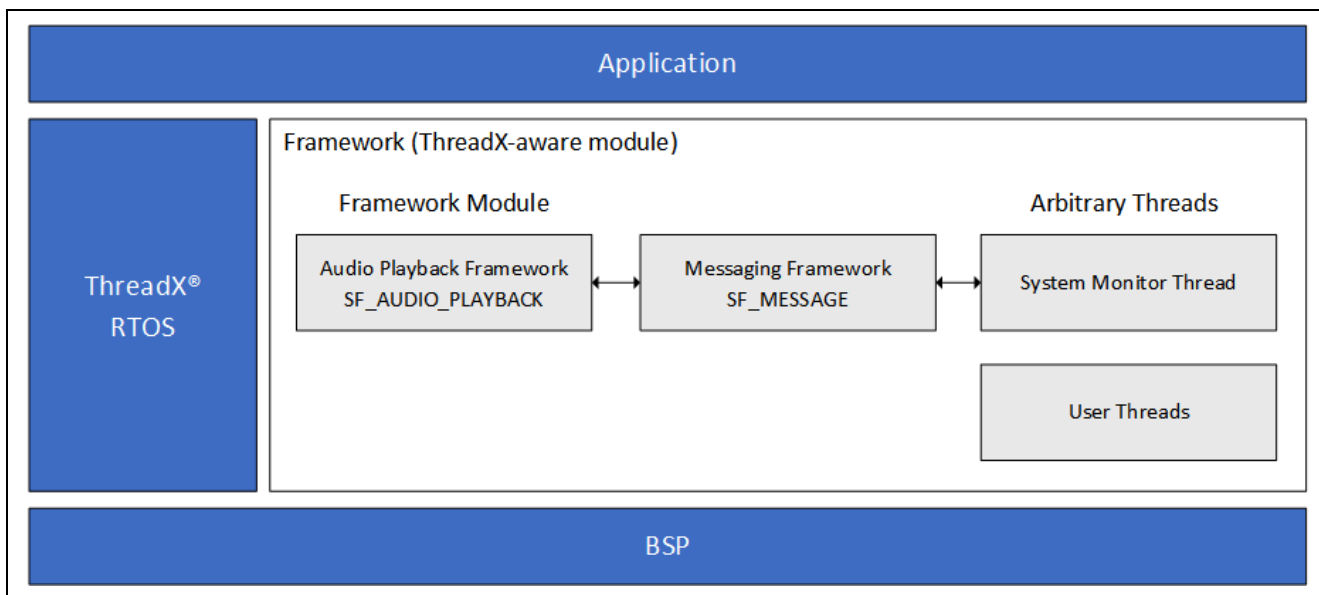 Application
ThreadX®
RTOS
Framework (ThreadX-aware module)
Framework Module
Arbitrary Threads
Audio Playback Framework
SF_AUDIO_PLAYBACK
Messaging Framework
SF_MESSAGE
System Monitor Thread
User Threads
BSP